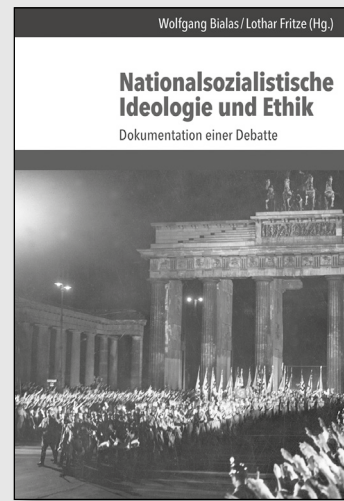 Wolfgang Bialas / Lothar Fritze (Hg.)
Nationalsozialistische
Ideologie und Ethik
Dokumentation einer Debatte